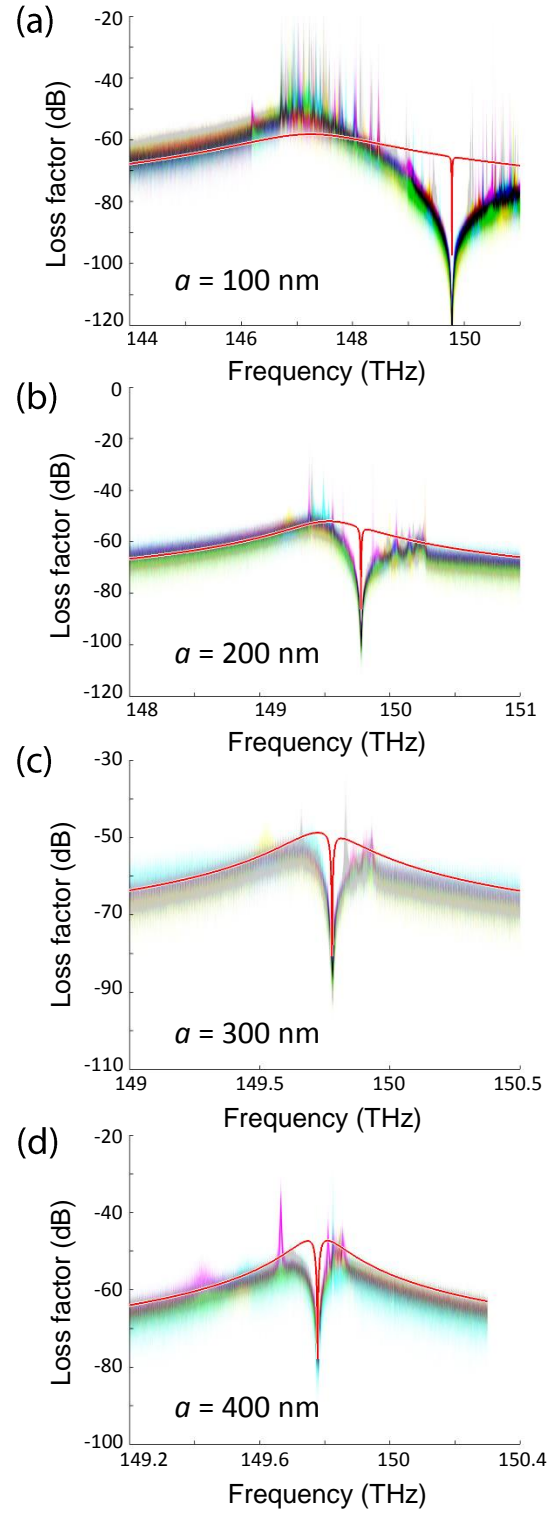 (a)
-20
-40
-60
-80
-100
-120
Loss factor (dB)
a = 100 nm
144
146
148
150
Frequency (THz)
(b)
0
-20
-40
-60
-80
-100
-120
Loss factor (dB)
a = 200 nm
148
149
150
151
Frequency (THz)
(c)
-30
-50
-70
-90
-110
Loss factor (dB)
a = 300 nm
149
149.5
150
150.5
Frequency (THz)
(d)
-20
-40
-60
-80
-100
Loss factor (dB)
a = 400 nm
149.2
149.6
150
150.4
Frequency (THz)